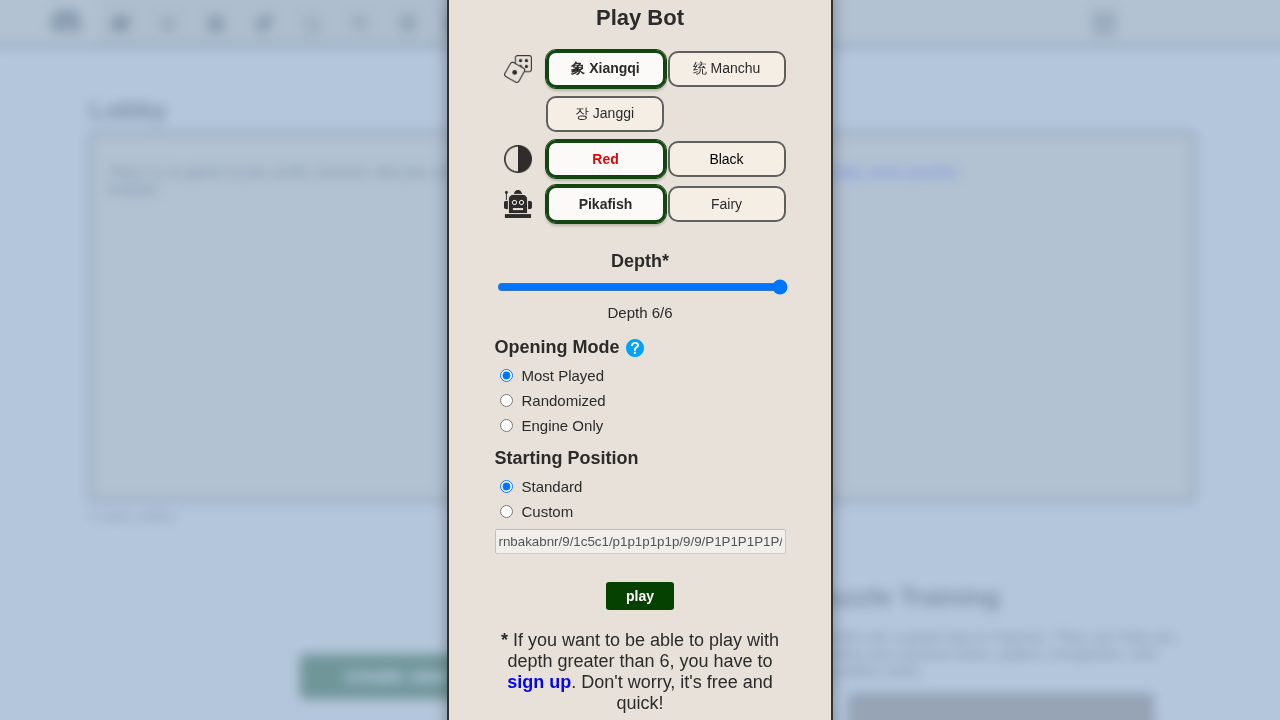 Play Bot
象 Xiangqi
统 Manchu
장 Janggi
Red
Black
Pikafish
Fairy
Depth*
Depth 6/6
Opening Mode ?
Most Played
Randomized
Engine Only
Starting Position
Standard
Custom
rnbakabnr/9/1c5c1/p1p1p1p1p/9/9/P1P1P1P1P/
play
* If you want to be able to play with
depth greater than 6, you have to
sign up. Don't worry, it's free and
quick!
Lobby
Training